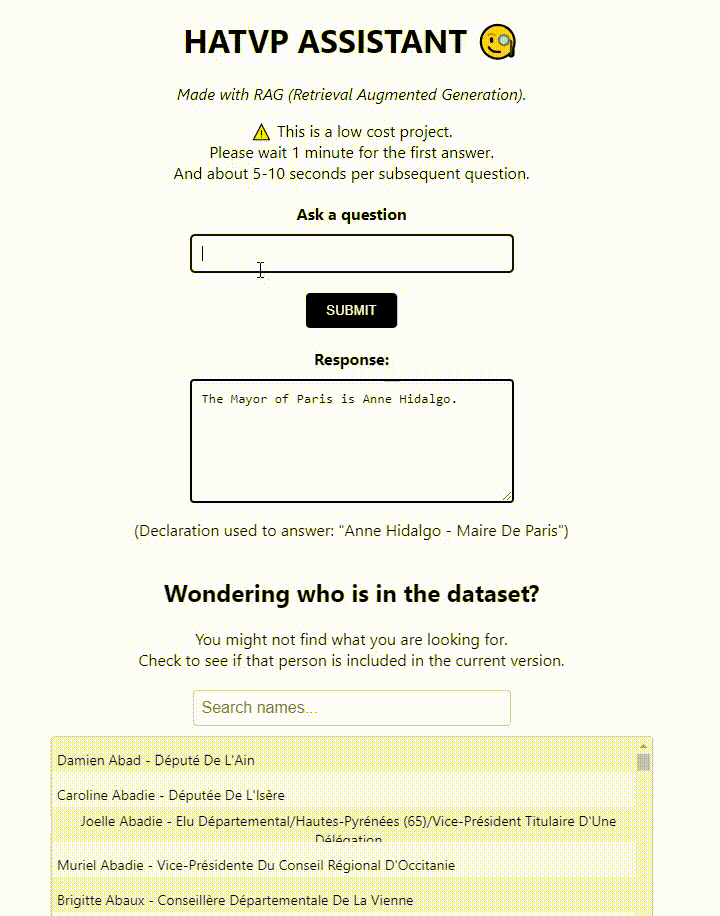 HATVP ASSISTANT 🧐
Made with RAG (Retrieval Augmented Generation).
⚠️ This is a low cost project.
Please wait 1 minute for the first answer.
And about 5-10 seconds per subsequent question.
Ask a question
SUBMIT
Response:
The Mayor of Paris is Anne Hidalgo.
(Declaration used to answer: "Anne Hidalgo - Maire De Paris")
Wondering who is in the dataset?
You might not find what you are looking for.
Check to see if that person is included in the current version.
Search names...
Damien Abad - Député De L'Ain
Caroline Abadie - Députée De L'Isère
Joelle Abadie - Elu Départemental/Hautes-Pyrénées (65)/Vice-Président Titulaire D'Une
Délégation
Muriel Abadie - Vice-Présidente Du Conseil Régional D'Occitanie
Brigitte Abaux - Conseillère Départementale De La Vienne